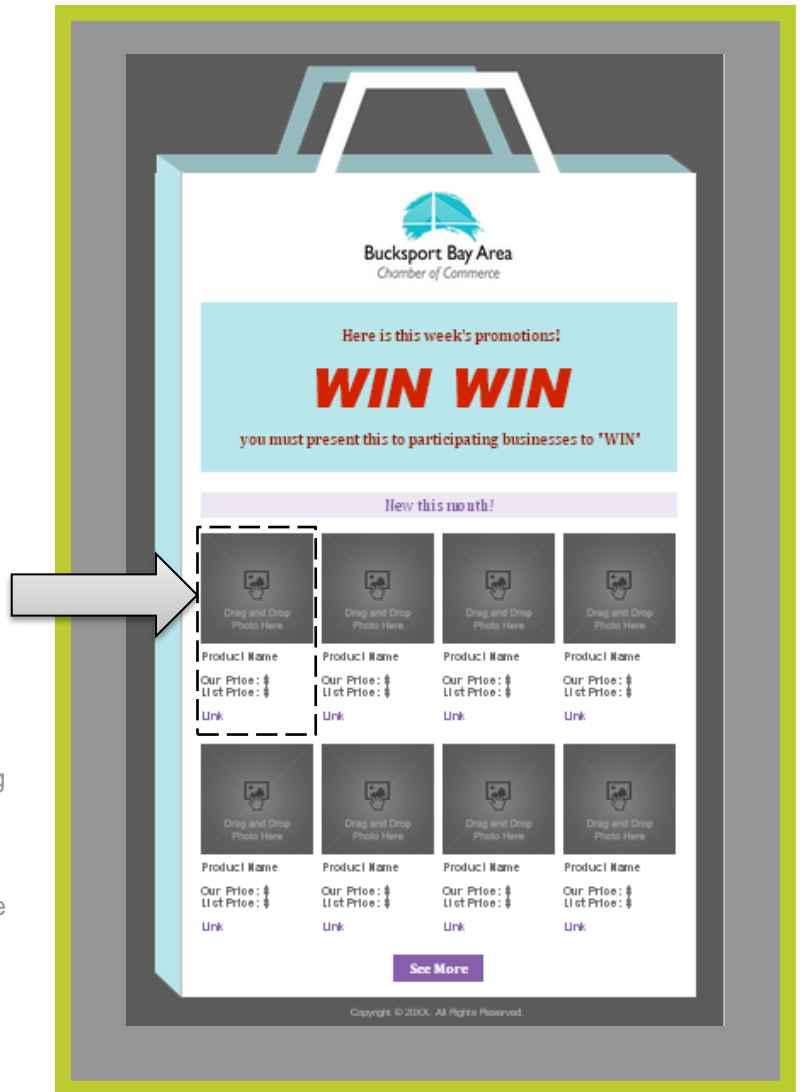 Bucksport Bay Area
Chamber of Commerce
Here is this week's promotions!
WIN WIN
you must present this to participating businesses to "WIN"
New this month!
Drag and Drop Drag and Drop Drag and Drop Drag and Drop
Photo Here Photo Here Photo Here Photo Here
Product Name Product Name Product Name Product Name
Our Price: $ Our Price: $ Our Price: $ Our Price: $
List Price: $ List Price: $ List Price: $ List Price: $
Link Link Link Link
Drag and Drop Drag and Drop Drag and Drop Drag and Drop
Photo Here Photo Here Photo Here Photo Here
Product Name Product Name Product Name Product Name
Our Price: $ Our Price: $ Our Price: $ Our Price: $
List Price: $ List Price: $ List Price: $ List Price: $
Link Link Link Link
See More
Copyright © 20XX. All Rights Reserved.